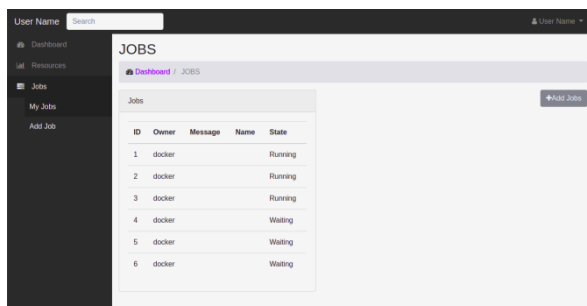 User Name Search User Name
Dashboard
Resources
Jobs
My Jobs
Add Job
JOBS
Dashboard / JOBS
+Add Jobs
Jobs
ID Owner Message Name State
1 docker Running
2 docker Running
3 docker Running
4 docker Waiting
5 docker Waiting
6 docker Waiting